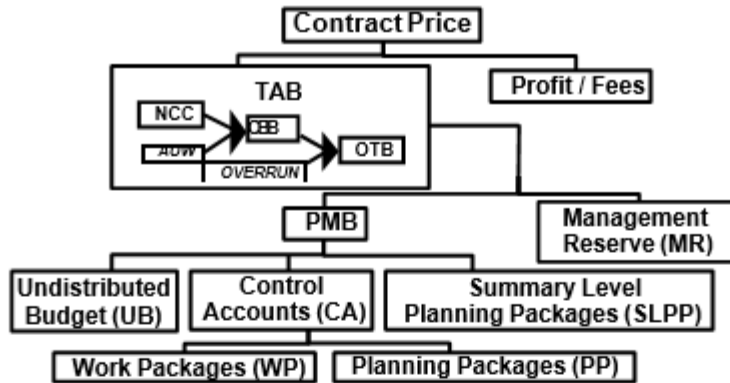 Contract Price
TAB
Profit / Fees
NCC
CBB
OTB
AUW
OVERRUN
PMB
Management
Reserve (MR)
Undistributed
Budget (UB)
Control
Accounts (CA)
Summary Level
Planning Packages (SLPP)
Work Packages (WP)
Planning Packages (PP)